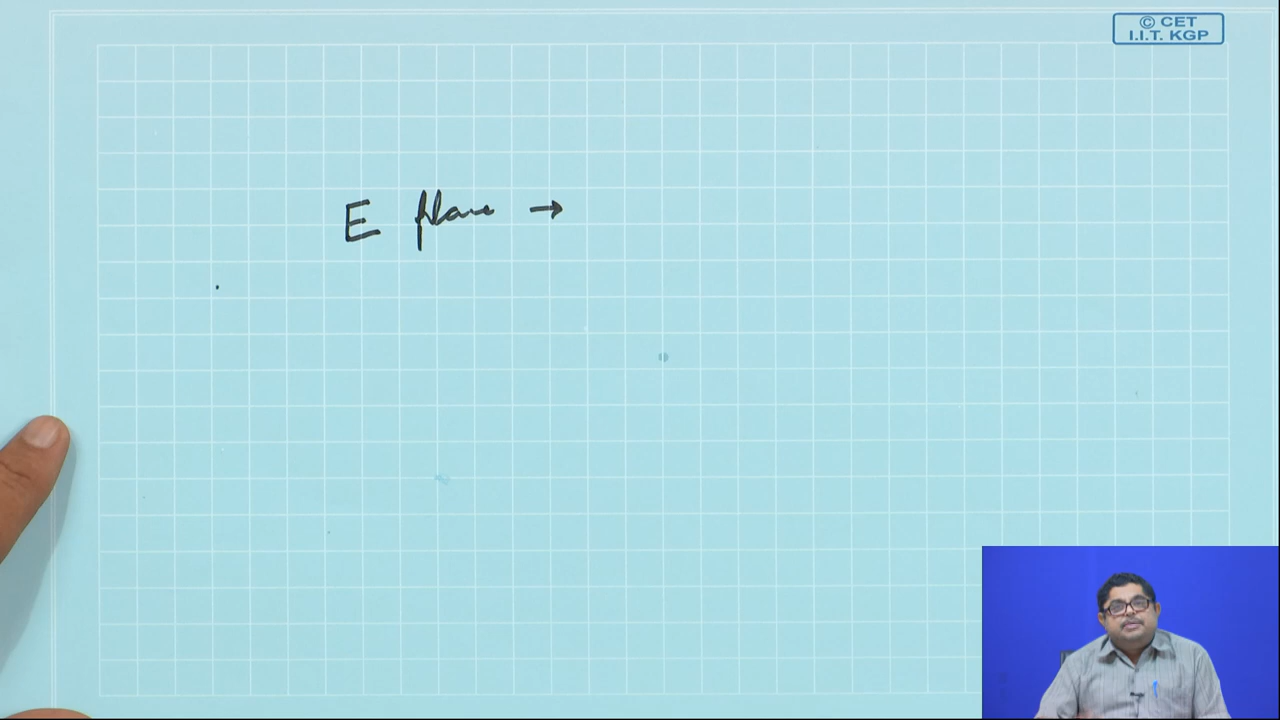 © CET
I.I.T. KGP
E plane →